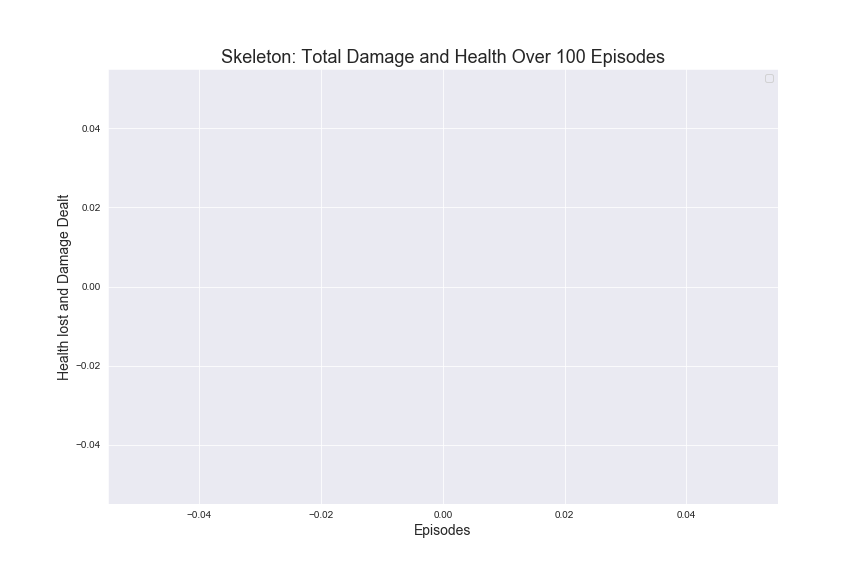 Skeleton: Total Damage and Health Over 100 Episodes
0.04
0.02
0.00
−0.02
−0.04
Health lost and Damage Dealt
−0.04 −0.02 0.00 0.02 0.04
Episodes